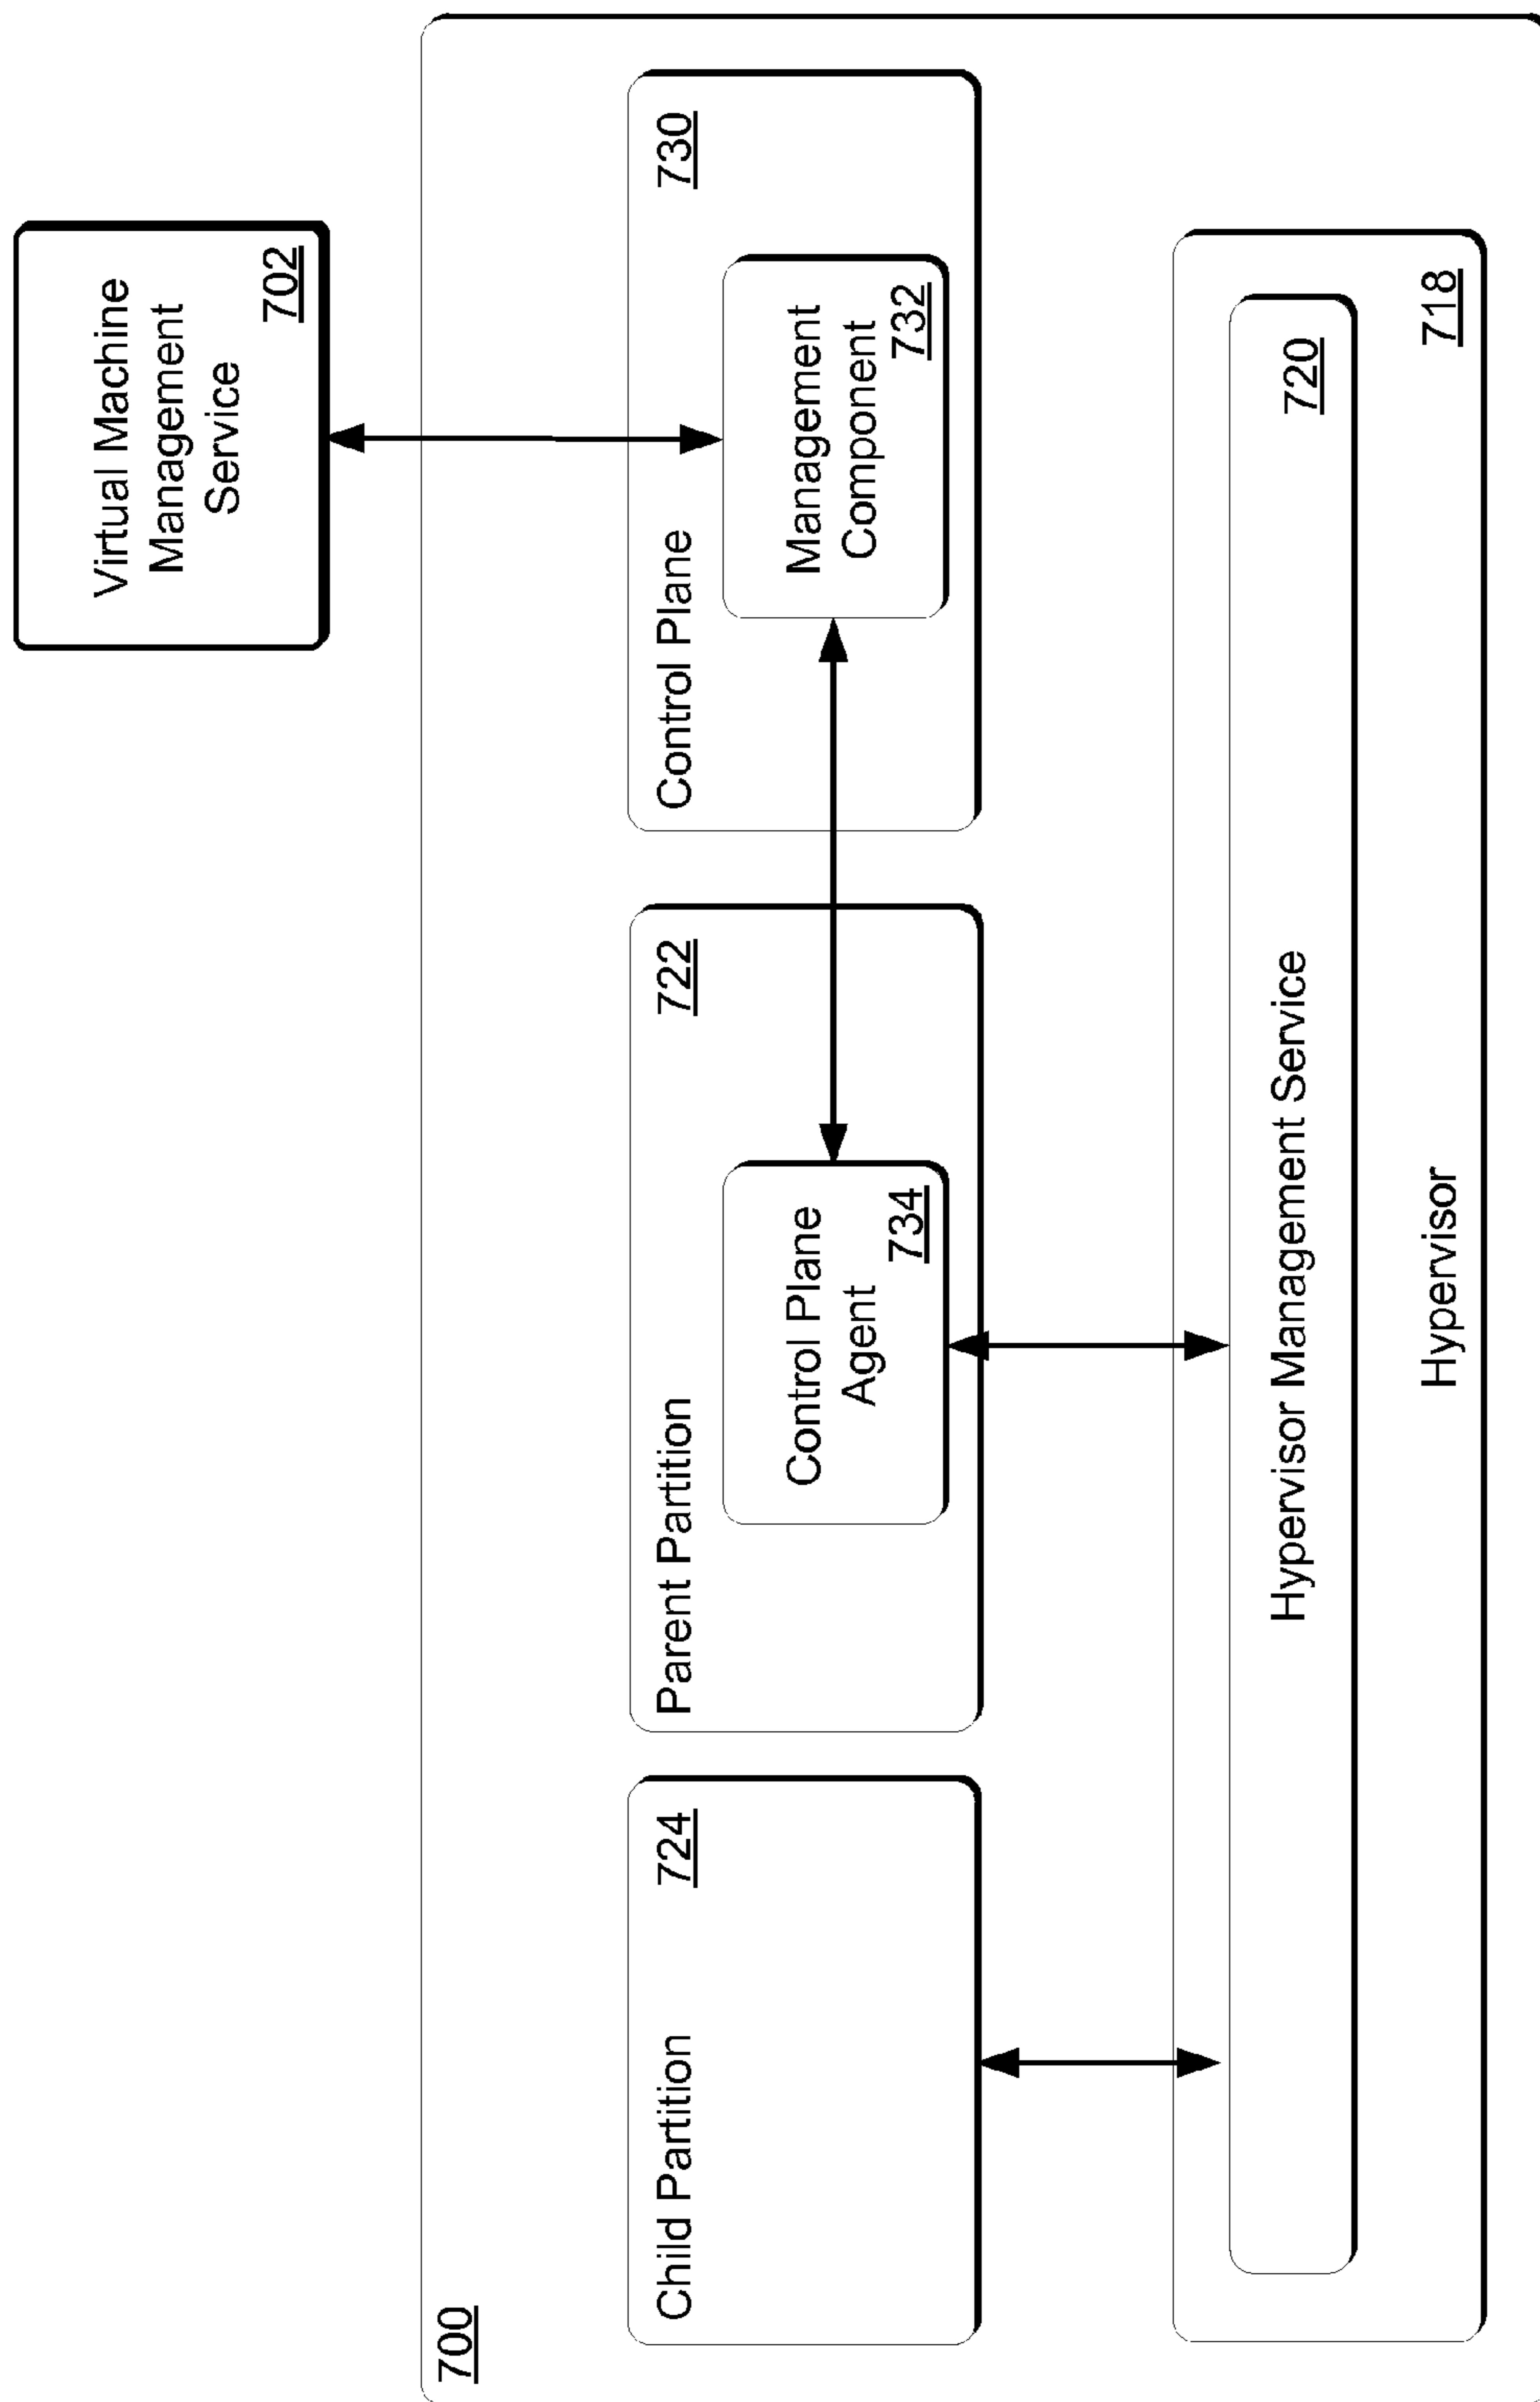 Virtual Machine
Management
Service
702
700
Child Partition
724
Parent Partition
722
Control Plane
Agent
734
Control Plane
730
Management
Component
732
Hypervisor Management Service
720
Hypervisor
718